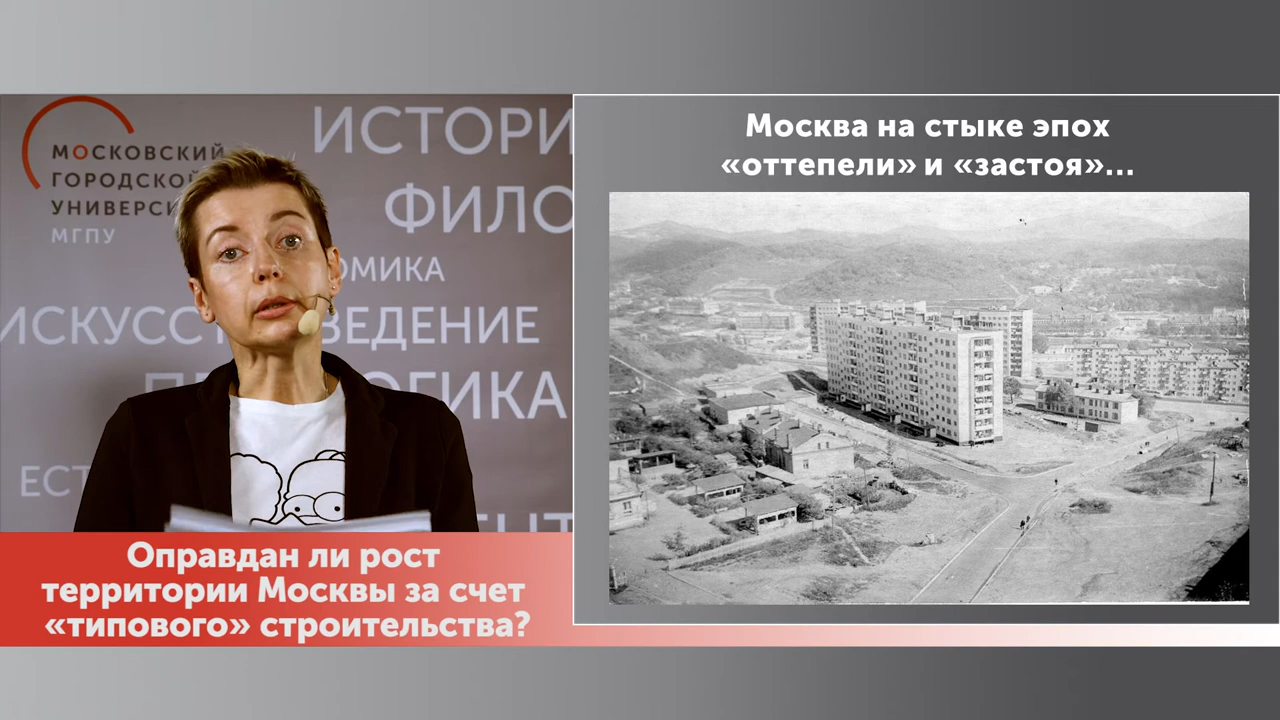 МОСКОВСКИЙ
ГОРОДСКОЙ
УНИВЕРСИ
МГПУ
ИСТОРИ
ФИЛО
ОМИКА
ИСКУССТ ВЕДЕНИЕ
ОГИКА
ЕСТ
Оправдан ли рост
территории Москвы за счет
«типового» строительства?
Москва на стыке эпох
«оттепели» и «застоя»...